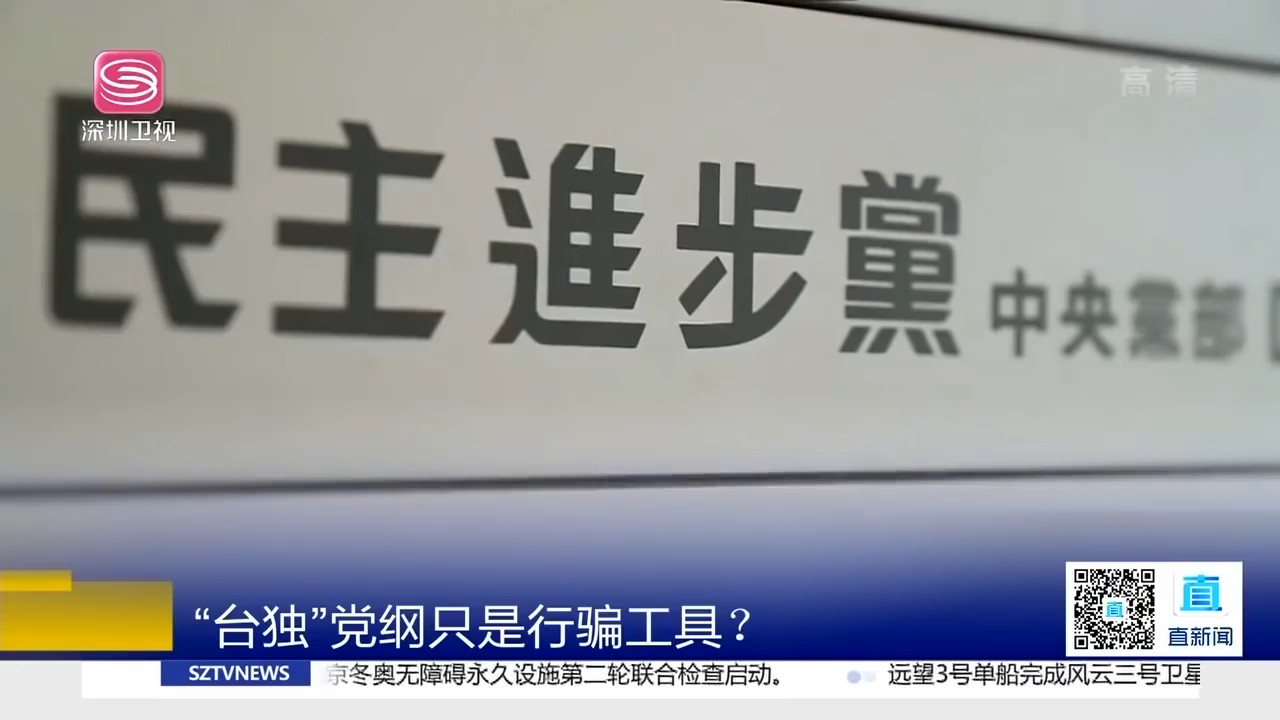 深圳卫视
高清
民主進步黨 中央黨部
“台独”党纲只是行骗工具？
直
直新闻
SZTVNEWS
京冬奥无障碍永久设施第二轮联合检查启动。 远望3号单船完成风云三号卫星